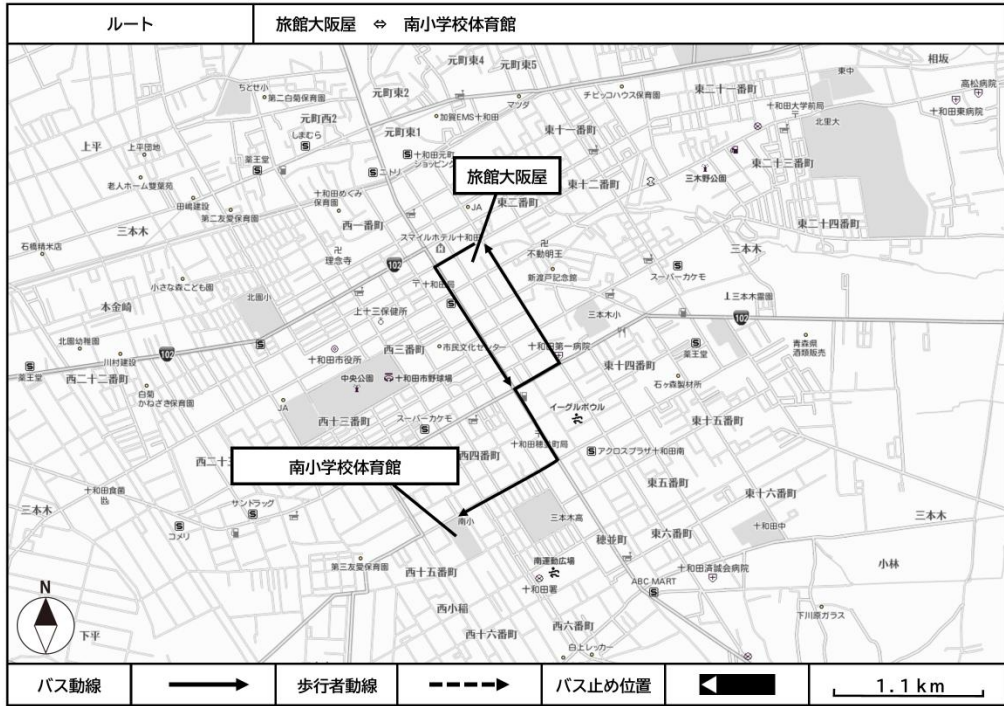 ルート
旅館大阪屋 ⇔ 南小学校体育館
元町東4
元町東5
相坂
東中
ちとせ小
第二白菊保育園
元町東2
マツダ
チビッコハウス保育園
東二十一番町
高松病院
十和田東病院
元町西2
しまむら
元町東1
加賀EMS十和田
十和田大学前局
北里大
東十一番町
上平
上平団地
薬王堂
十和田元町
ショッピング
ニトリ
東二十三番町
三木野公園
老人ホーム雙葉苑
十和田めぐみ
保育園
旅館大阪屋
東十二番町
田嶋建設
第二友愛保育園
JA
東二番町
東二十四番町
三本木
西一番町
スマイルホテル十和田
不動明王
三本木
石橋精米店
理念寺
102
新渡戸記念館
スーパーカケモ
小さな森こども園
十和田局
三本木霊園
本金崎
北園小
上十三保健所
三本木小
102
北園幼稚園
市民文化センター
十和田第一病院
青森県
酒類販売
薬王堂
川村建設
102
十和田市役所
西三番町
薬王堂
西二十二番町
中央公園
十和田市野球場
東十四番町
石ヶ森製材所
白菊
かねざき保育園
JA
西十三番町
スーパーカケモ
イーグルボウル
東十五番町
十和田穂並町局
アクロスプラザ十和田南
西二十三
西四番町
南小学校体育館
東五番町
十和田食菌
東十六番町
サンドラッグ
三本木
コメリ
南小
三本木高
東六番町
十和田中
三本木
穂並町
第三友愛保育園
西十五番町
南運動広場
十和田済誠会病院
小林
N
十和田署
ABC MART
西小稲
下川原ガラス
下平
西十六番町
西六番町
白上レッカー
バス動線
歩行者動線
バス止め位置
1.1km